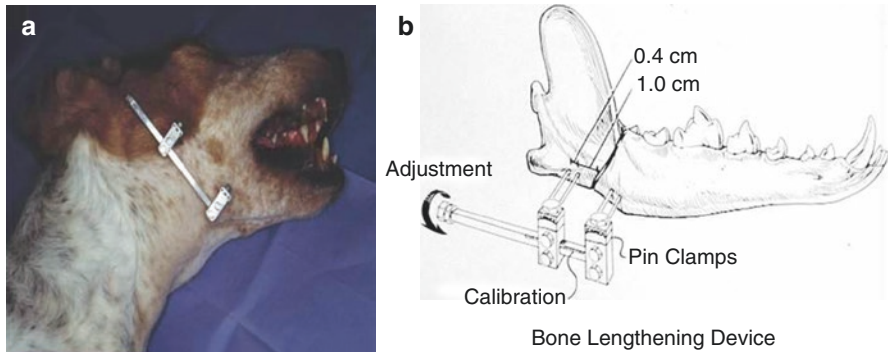 a
b
0.4 cm
1.0 cm
Adjustment
Pin Clamps
Calibration
Bone Lengthening Device